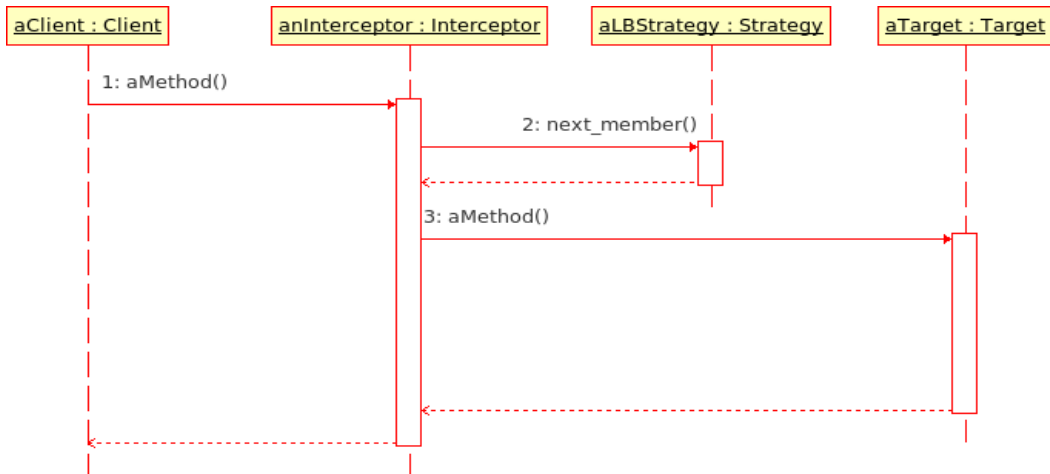 aClient : Client
anInterceptor : Interceptor
aLBStrategy : Strategy
aTarget : Target
1: aMethod()
2: next_member()
3: aMethod()